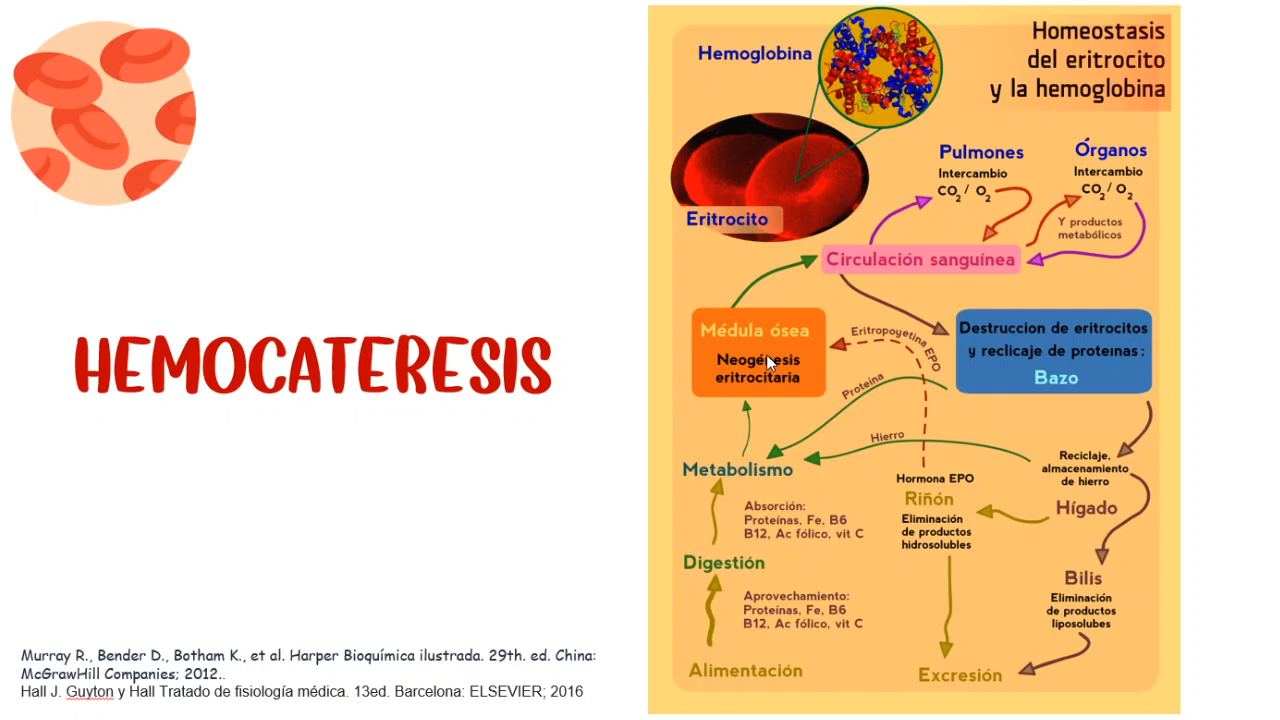 HEMOCATERESIS
Murray R., Bender D., Botham K., et al. Harper Bioquímica ilustrada. 29th. ed. China:
McGrawHill Companies; 2012..
Hall J. Guyton y Hall Tratado de fisiología médica. 13ed. Barcelona: ELSEVIER; 2016
Homeostasis
del eritrocito
y la hemoglobina
Hemoglobina
Eritrocito
Pulmones
Intercambio
CO2 / O2
Órganos
Intercambio
CO2 / O2
Y productos
metabólicos
Circulación sanguínea
Médula ósea
Neogénesis
eritrocitaria
Eritropoyetina EPO
Destruccion de eritrocitos
y reclicaje de proteınas:
Bazo
Proteína
Hierro
Metabolismo
Reciclaje,
almacenamiento
de hierro
Hígado
Hormona EPO
Riñón
Eliminación
de productos
hidrosolubles
Absorción:
Proteínas, Fe, B6
B12, Ac fólico, vit C
Digestión
Bilis
Eliminación
de productos
liposolubes
Aprovechamiento:
Proteínas, Fe, B6
B12, Ac fólico, vit C
Alimentación
Excresión